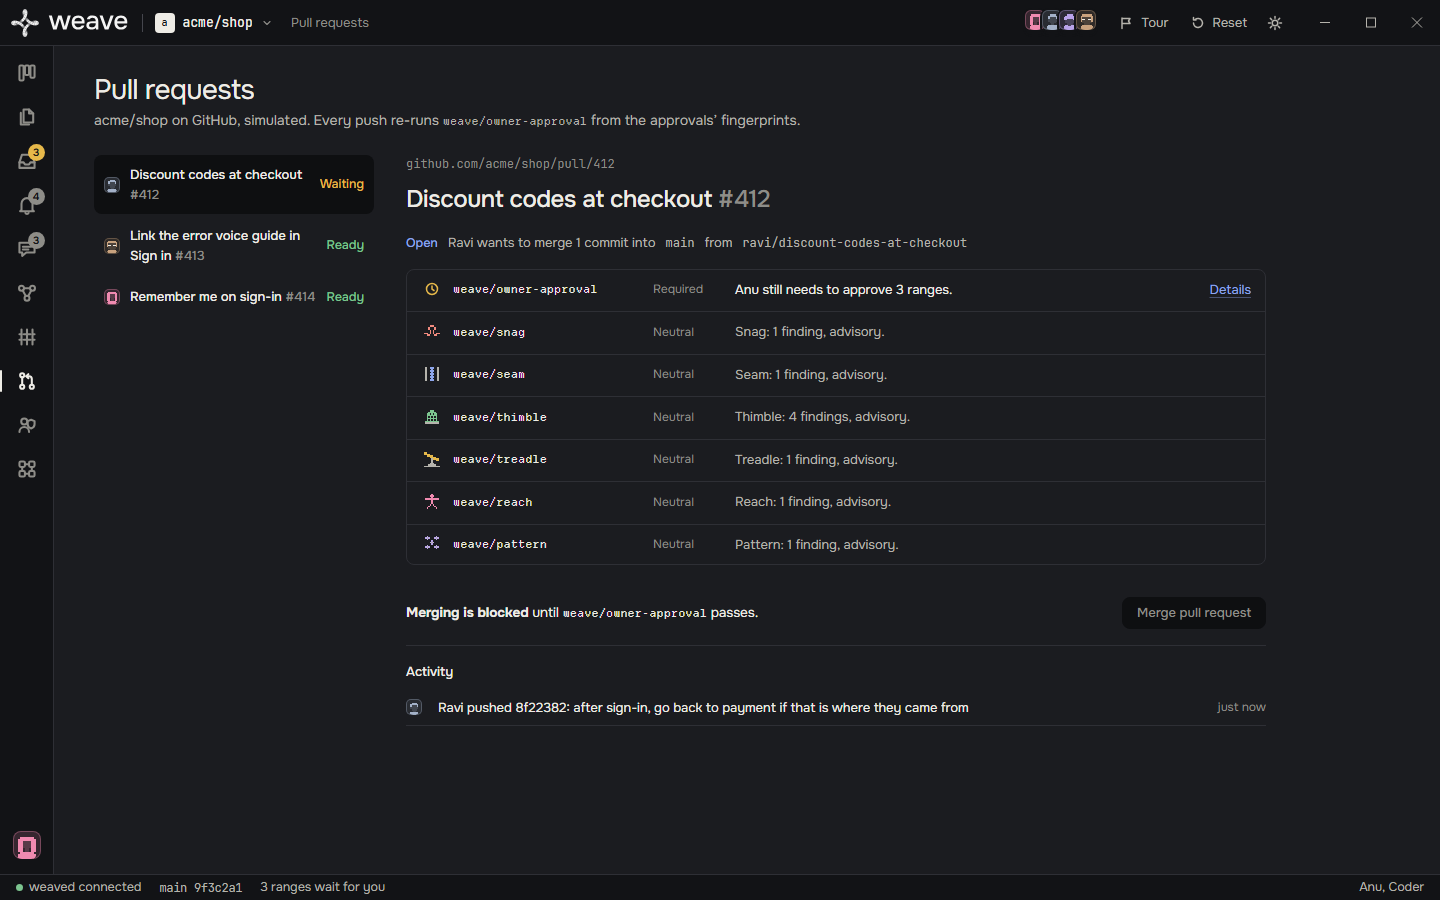 weave
a acme/shop
Pull requests
Tour
Reset
Pull requests
acme/shop on GitHub, simulated. Every push re-runs weave/owner-approval from the approvals’ fingerprints.
3
4
3
Discount codes at checkout #412
Waiting
Link the error voice guide in Sign in #413
Ready
Remember me on sign-in #414
Ready
github.com/acme/shop/pull/412
Discount codes at checkout #412
Open Ravi wants to merge 1 commit into main from ravi/discount-codes-at-checkout
weave/owner-approval Required Anu still needs to approve 3 ranges. Details
weave/snag Neutral Snag: 1 finding, advisory.
weave/seam Neutral Seam: 1 finding, advisory.
weave/thimble Neutral Thimble: 4 findings, advisory.
weave/treadle Neutral Treadle: 1 finding, advisory.
weave/reach Neutral Reach: 1 finding, advisory.
weave/pattern Neutral Pattern: 1 finding, advisory.
Merging is blocked until weave/owner-approval passes.
Merge pull request
Activity
Ravi pushed 8f22382: after sign-in, go back to payment if that is where they came from
just now
weaved connected
main 9f3c2a1
3 ranges wait for you
Anu, Coder